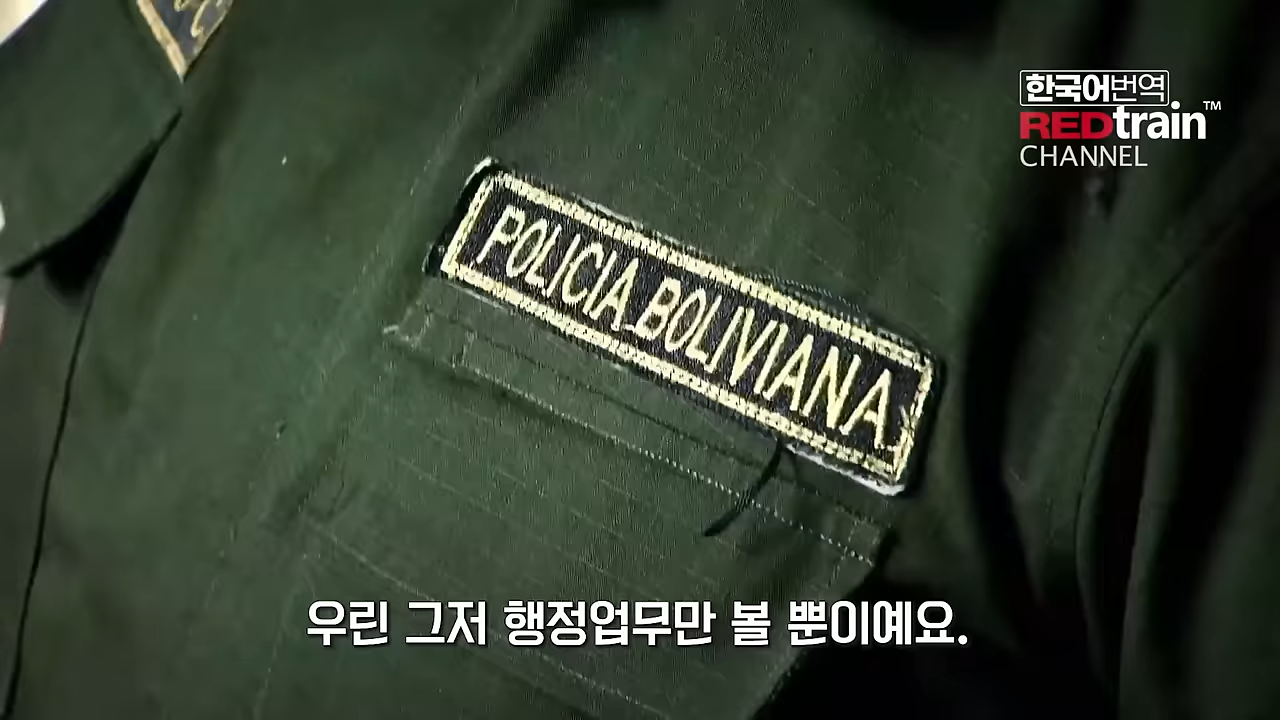 한국어번역
REDtrain™
CHANNEL
POLICIA BOLIVIANA
우린 그저 행정업무만 볼 뿐이예요.